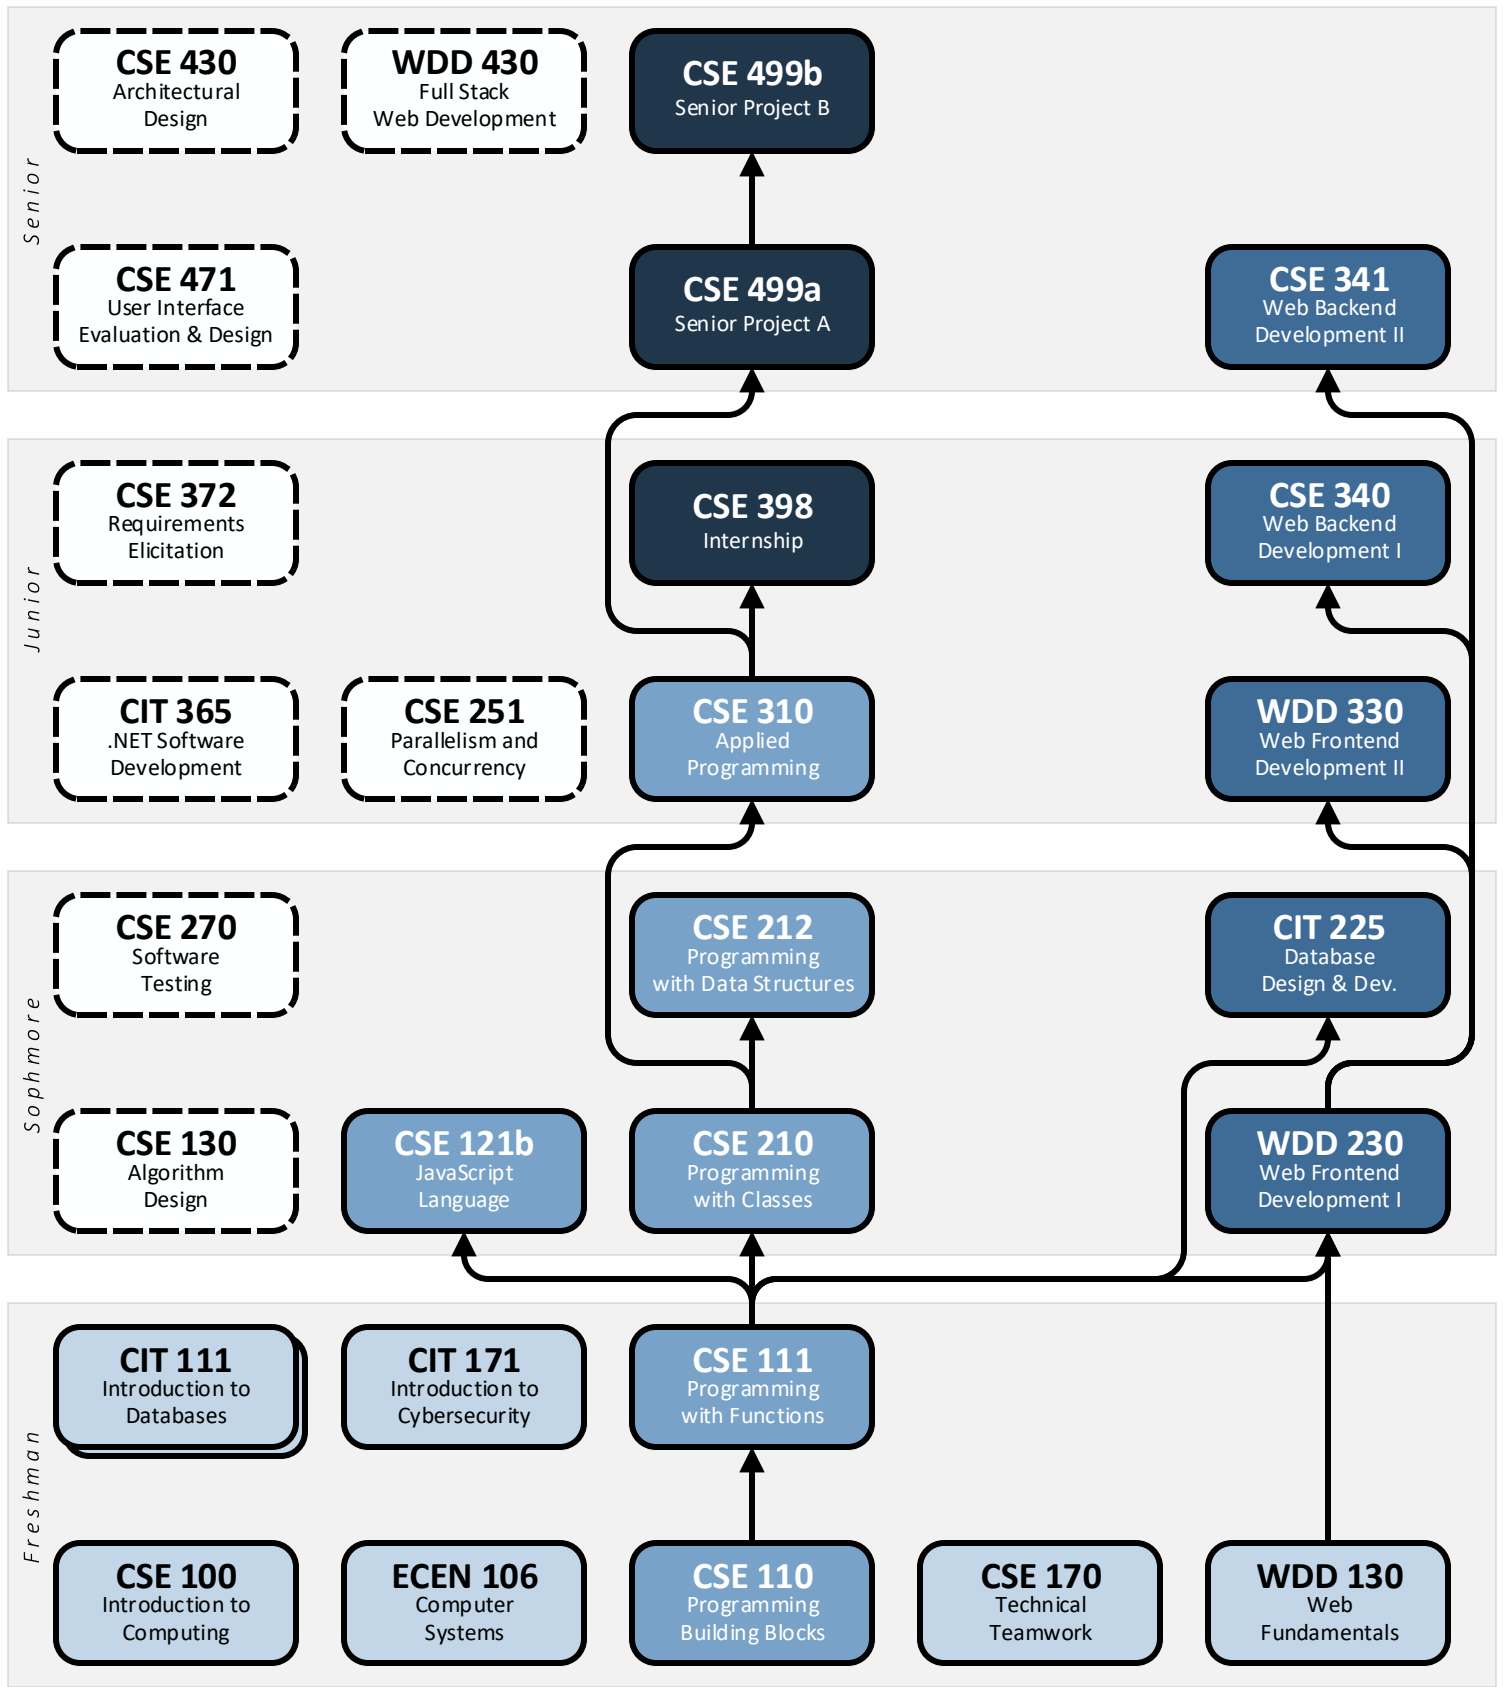 Senior
CSE 430
Architectural
Design
WDD 430
Full Stack
Web Development
CSE 499b
Senior Project B
CSE 471
User Interface
Evaluation & Design
CSE 499a
Senior Project A
CSE 341
Web Backend
Development II
Junior
CSE 372
Requirements
Elicitation
CSE 398
Internship
CSE 340
Web Backend
Development I
CIT 365
.NET Software
Development
CSE 251
Parallelism and
Concurrency
CSE 310
Applied
Programming
WDD 330
Web Frontend
Development II
Sophmore
CSE 270
Software
Testing
CSE 212
Programming
with Data Structures
CIT 225
Database
Design & Dev.
CSE 130
Algorithm
Design
CSE 121b
JavaScript
Language
CSE 210
Programming
with Classes
WDD 230
Web Frontend
Development I
Freshman
CIT 111
Introduction to
Databases
CIT 171
Introduction to
Cybersecurity
CSE 111
Programming
with Functions
CSE 100
Introduction to
Computing
ECEN 106
Computer
Systems
CSE 110
Programming
Building Blocks
CSE 170
Technical
Teamwork
WDD 130
Web
Fundamentals